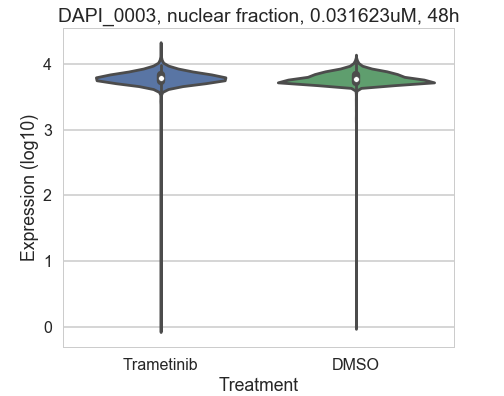 DAPI_0003, nuclear fraction, 0.031623uM, 48h
4
3
2
1
0
Expression (log10)
Trametinib
DMSO
Treatment